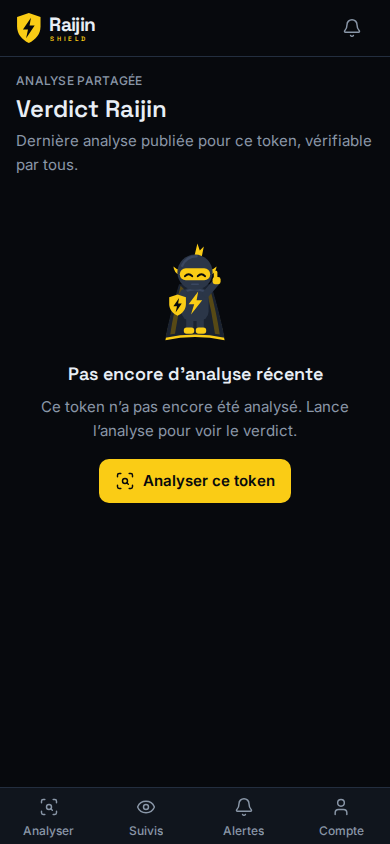 Raijin
SHIELD
ANALYSE PARTAGÉE
Verdict Raijin
Dernière analyse publiée pour ce token, vérifiable
par tous.
Pas encore d'analyse récente
Ce token n'a pas encore été analysé. Lance
l'analyse pour voir le verdict.
Analyser ce token
Analyser
Suivis
Alertes
Compte